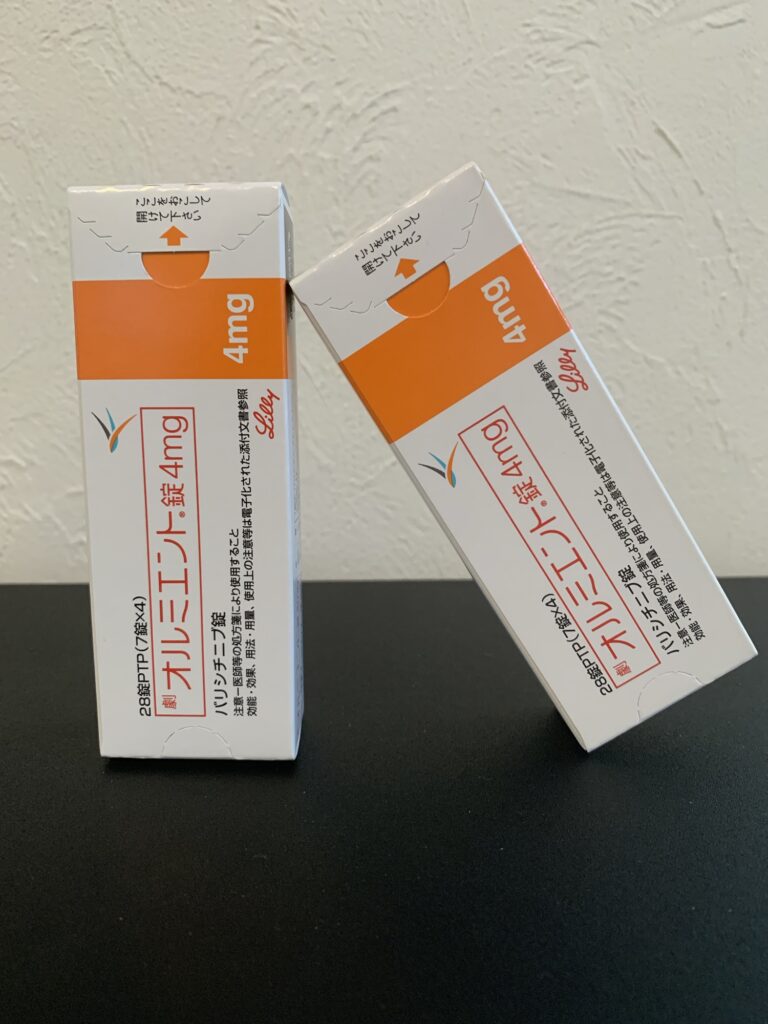 ここをおこして
開けて下さい
4mg
Lilly
28錠PTP(7錠×4)
劇 オルミエント®錠 4mg
バリシチニブ錠
注意－医師等の処方箋により使用すること
効能・効果、用法・用量、使用上の注意等は電子化された添付文書参照
ここをおこして
開けて下さい
4mg
Lilly
28錠PTP(7錠×4)
劇 オルミエント®錠 4mg
バリシチニブ錠
注意－医師等の処方箋により使用すること
効能・効果、用法・用量、使用上の注意等は電子化された添付文書参照